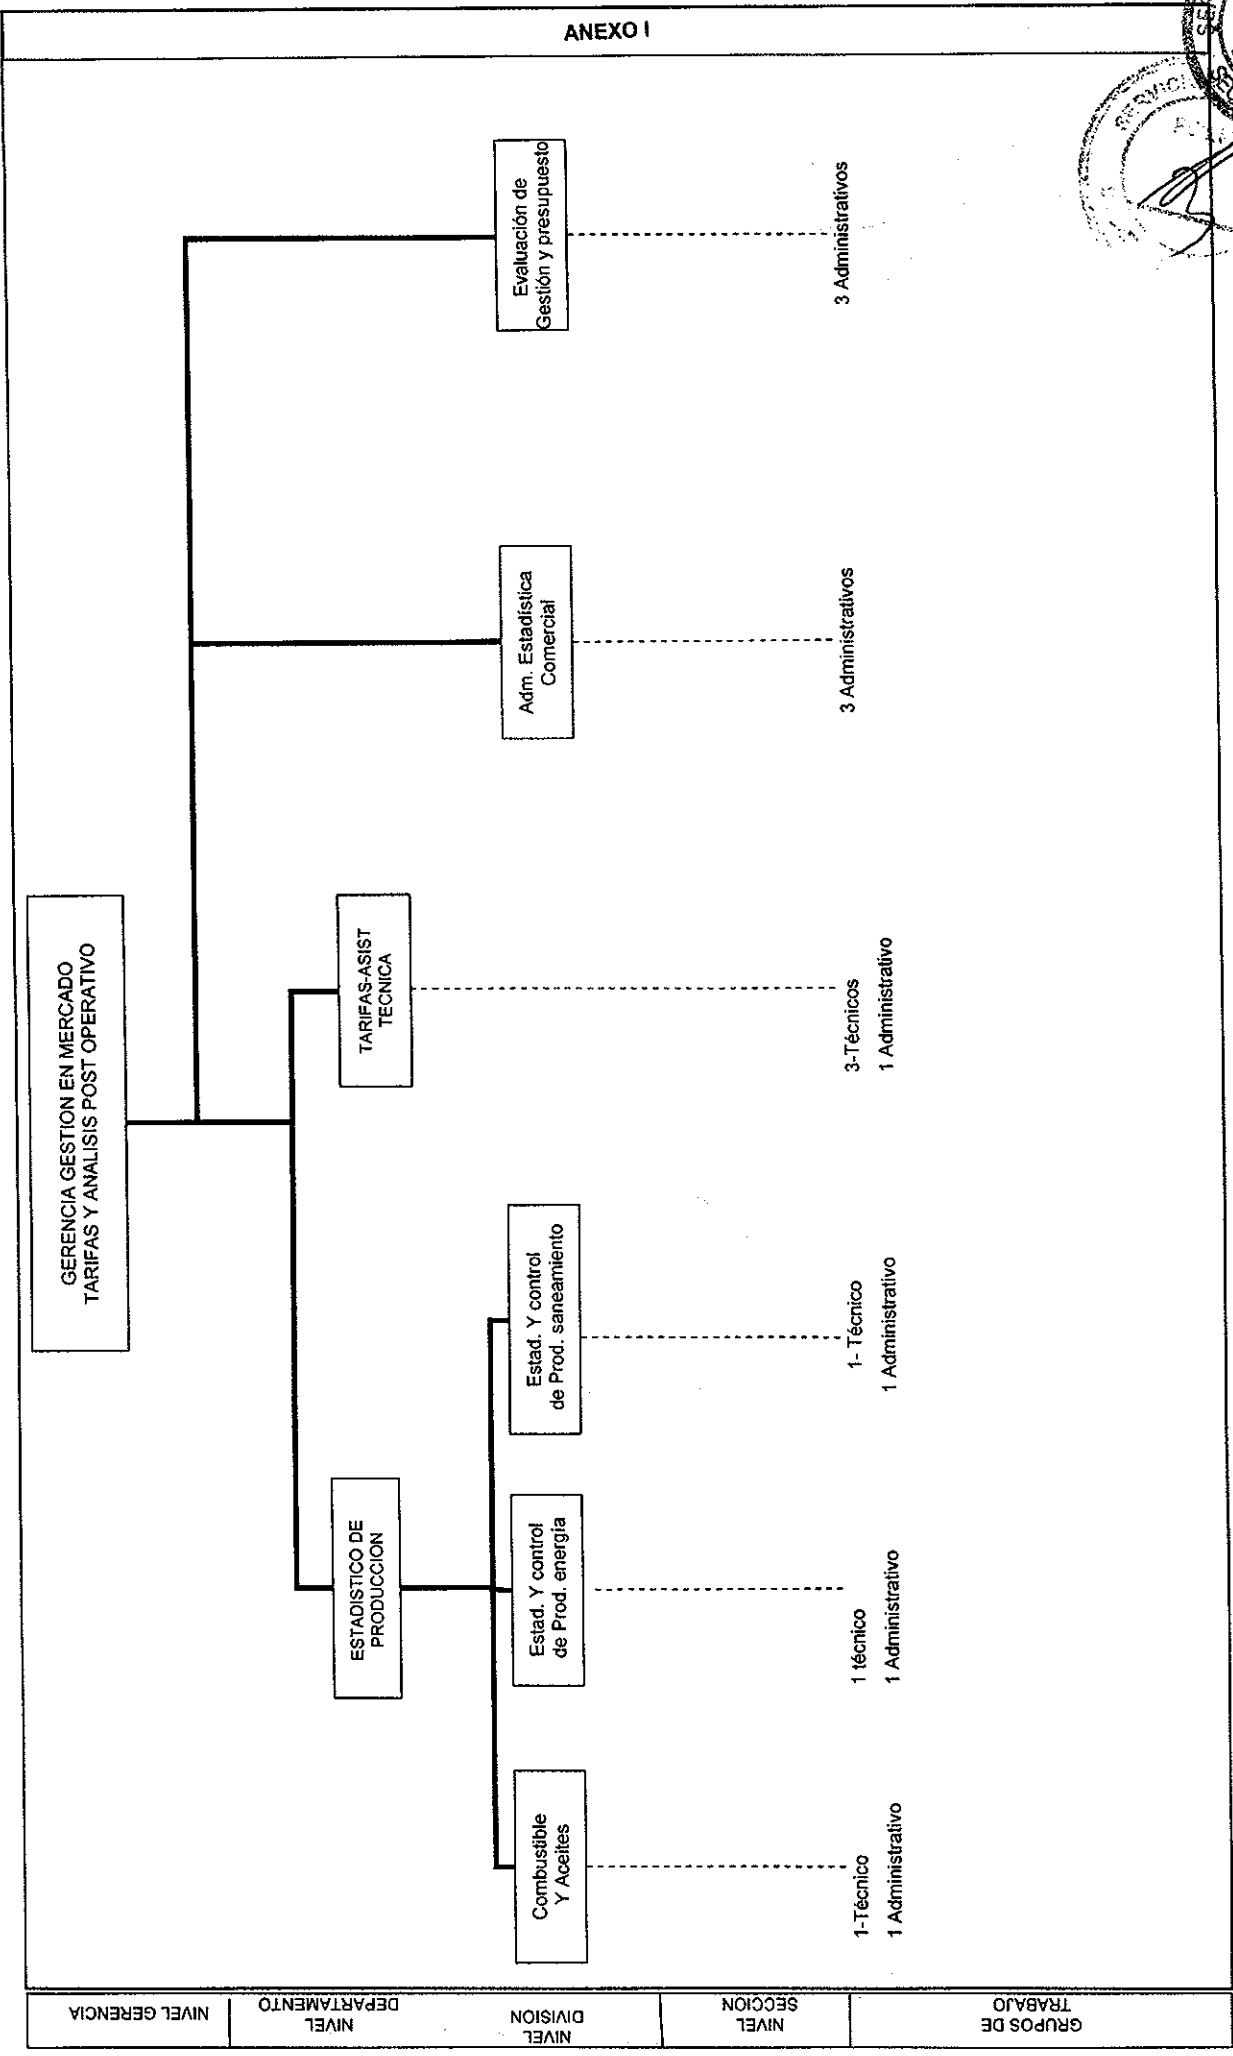 ANEXO I
GERENCIA GESTION EN MERCADO
TARIFAS Y ANALISIS POST OPERATIVO
ESTADISTICO DE
PRODUCCION
TARIFAS-ASIST
TECNICA
Combustible
Y Aceites
Estad. Y control
de Prod. energia
Estad. Y control
de Prod. saneamiento
Adm. Estadística
Comercial
Evaluación de
Gestión y presupuesto
1-Técnico
1 Administrativo
1 técnico
1 Administrativo
1- Técnico
1 Administrativo
3-Técnicos
1 Administrativo
3 Administrativos
3 Administrativos
NIVEL GERENCIA
NIVEL
DEPARTAMENTO
NIVEL
DIVISION
NIVEL
SECCION
GRUPOS DE
TRABAJO